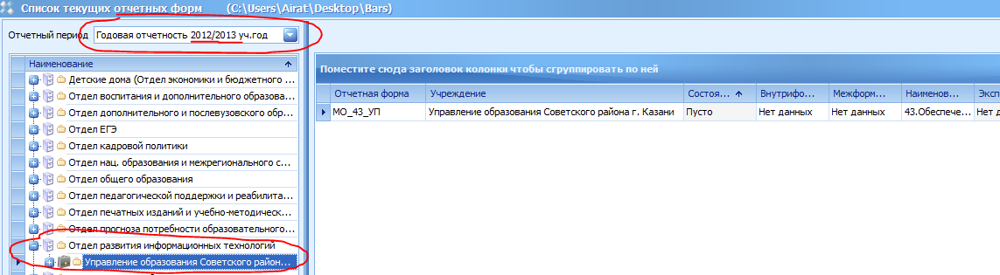 Список текущих отчетных форм (C:\Users\Airat\Desktop\Bars)
Отчетный период Годовая отчетность 2012/2013 уч.год
Наименование
Детские дома (Отдел экономики и бюджетного ...
Отдел воспитания и дополнительного образова...
Отдел дополнительного и послевузовского обр...
Отдел ЕГЭ
Отдел кадровой политики
Отдел нац. образования и межрегионального с...
Отдел общего образования
Отдел педагогической поддержки и реабилита...
Отдел печатных изданий и учебно-методическ...
Отдел прогноза потребности образовательного...
Отдел развития информационных технологий
Управление образования Советского район...
Поместите сюда заголовок колонки чтобы сгруппировать по ней
Отчетная форма Учреждение Состоя... Внутрифо... Межформ... Наименов... Эксп
МО_43_УП Управление образования Советского района г. Казани Пусто Нет данных Нет данных 43.Обеспече... Нет д